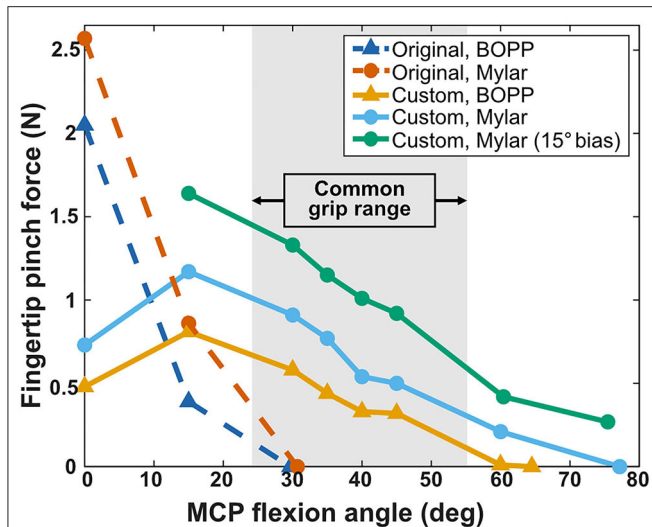 2.5
2
1.5
1
0.5
0
Fingertip pinch force (N)
Original, BOPP
Original, Mylar
Custom, BOPP
Custom, Mylar
Custom, Mylar (15° bias)
Common
grip range
0 10 20 30 40 50 60 70 80
MCP flexion angle (deg)